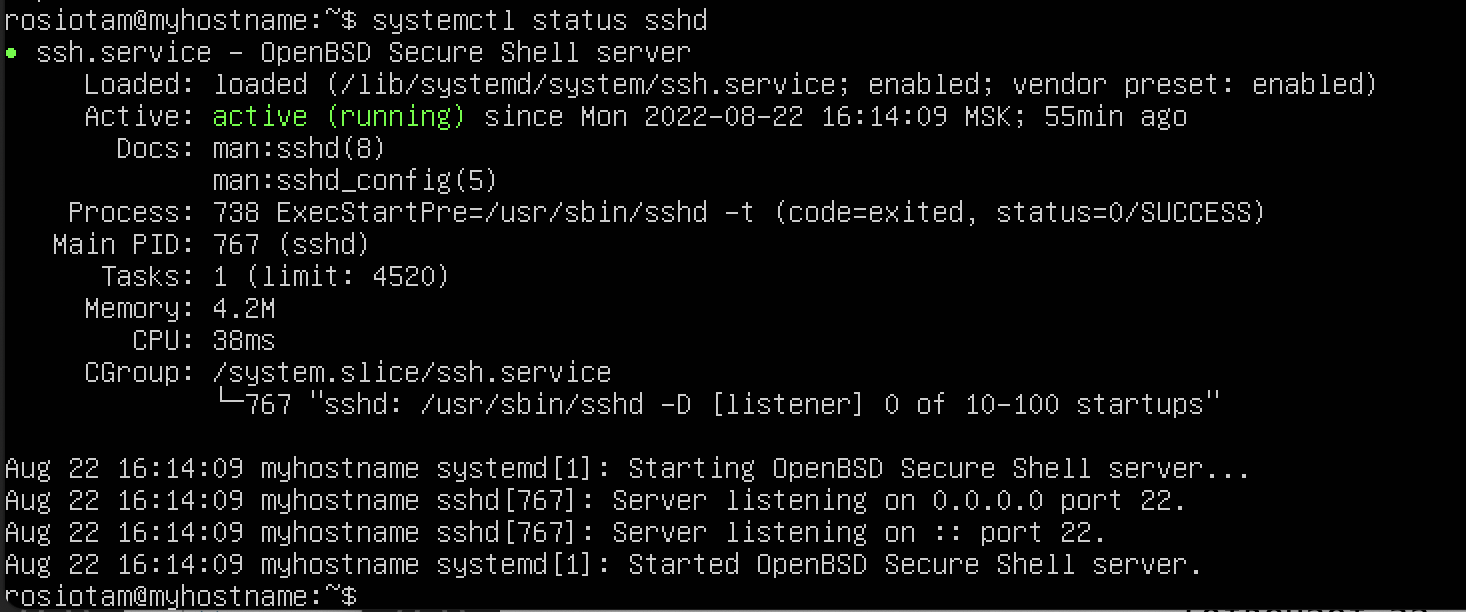 rosiotam@myhostname:~$ systemctl status sshd
● ssh.service - OpenBSD Secure Shell server
     Loaded: loaded (/lib/systemd/system/ssh.service; enabled; vendor preset: enabled)
     Active: active (running) since Mon 2022-08-22 16:14:09 MSK; 55min ago
       Docs: man:sshd(8)
             man:sshd_config(5)
    Process: 738 ExecStartPre=/usr/sbin/sshd -t (code=exited, status=0/SUCCESS)
   Main PID: 767 (sshd)
      Tasks: 1 (limit: 4520)
     Memory: 4.2M
        CPU: 38ms
     CGroup: /system.slice/ssh.service
             └─767 "sshd: /usr/sbin/sshd -D [listener] 0 of 10-100 startups"
Aug 22 16:14:09 myhostname systemd[1]: Starting OpenBSD Secure Shell server...
Aug 22 16:14:09 myhostname sshd[767]: Server listening on 0.0.0.0 port 22.
Aug 22 16:14:09 myhostname sshd[767]: Server listening on :: port 22.
Aug 22 16:14:09 myhostname systemd[1]: Started OpenBSD Secure Shell server.
rosiotam@myhostname:~$